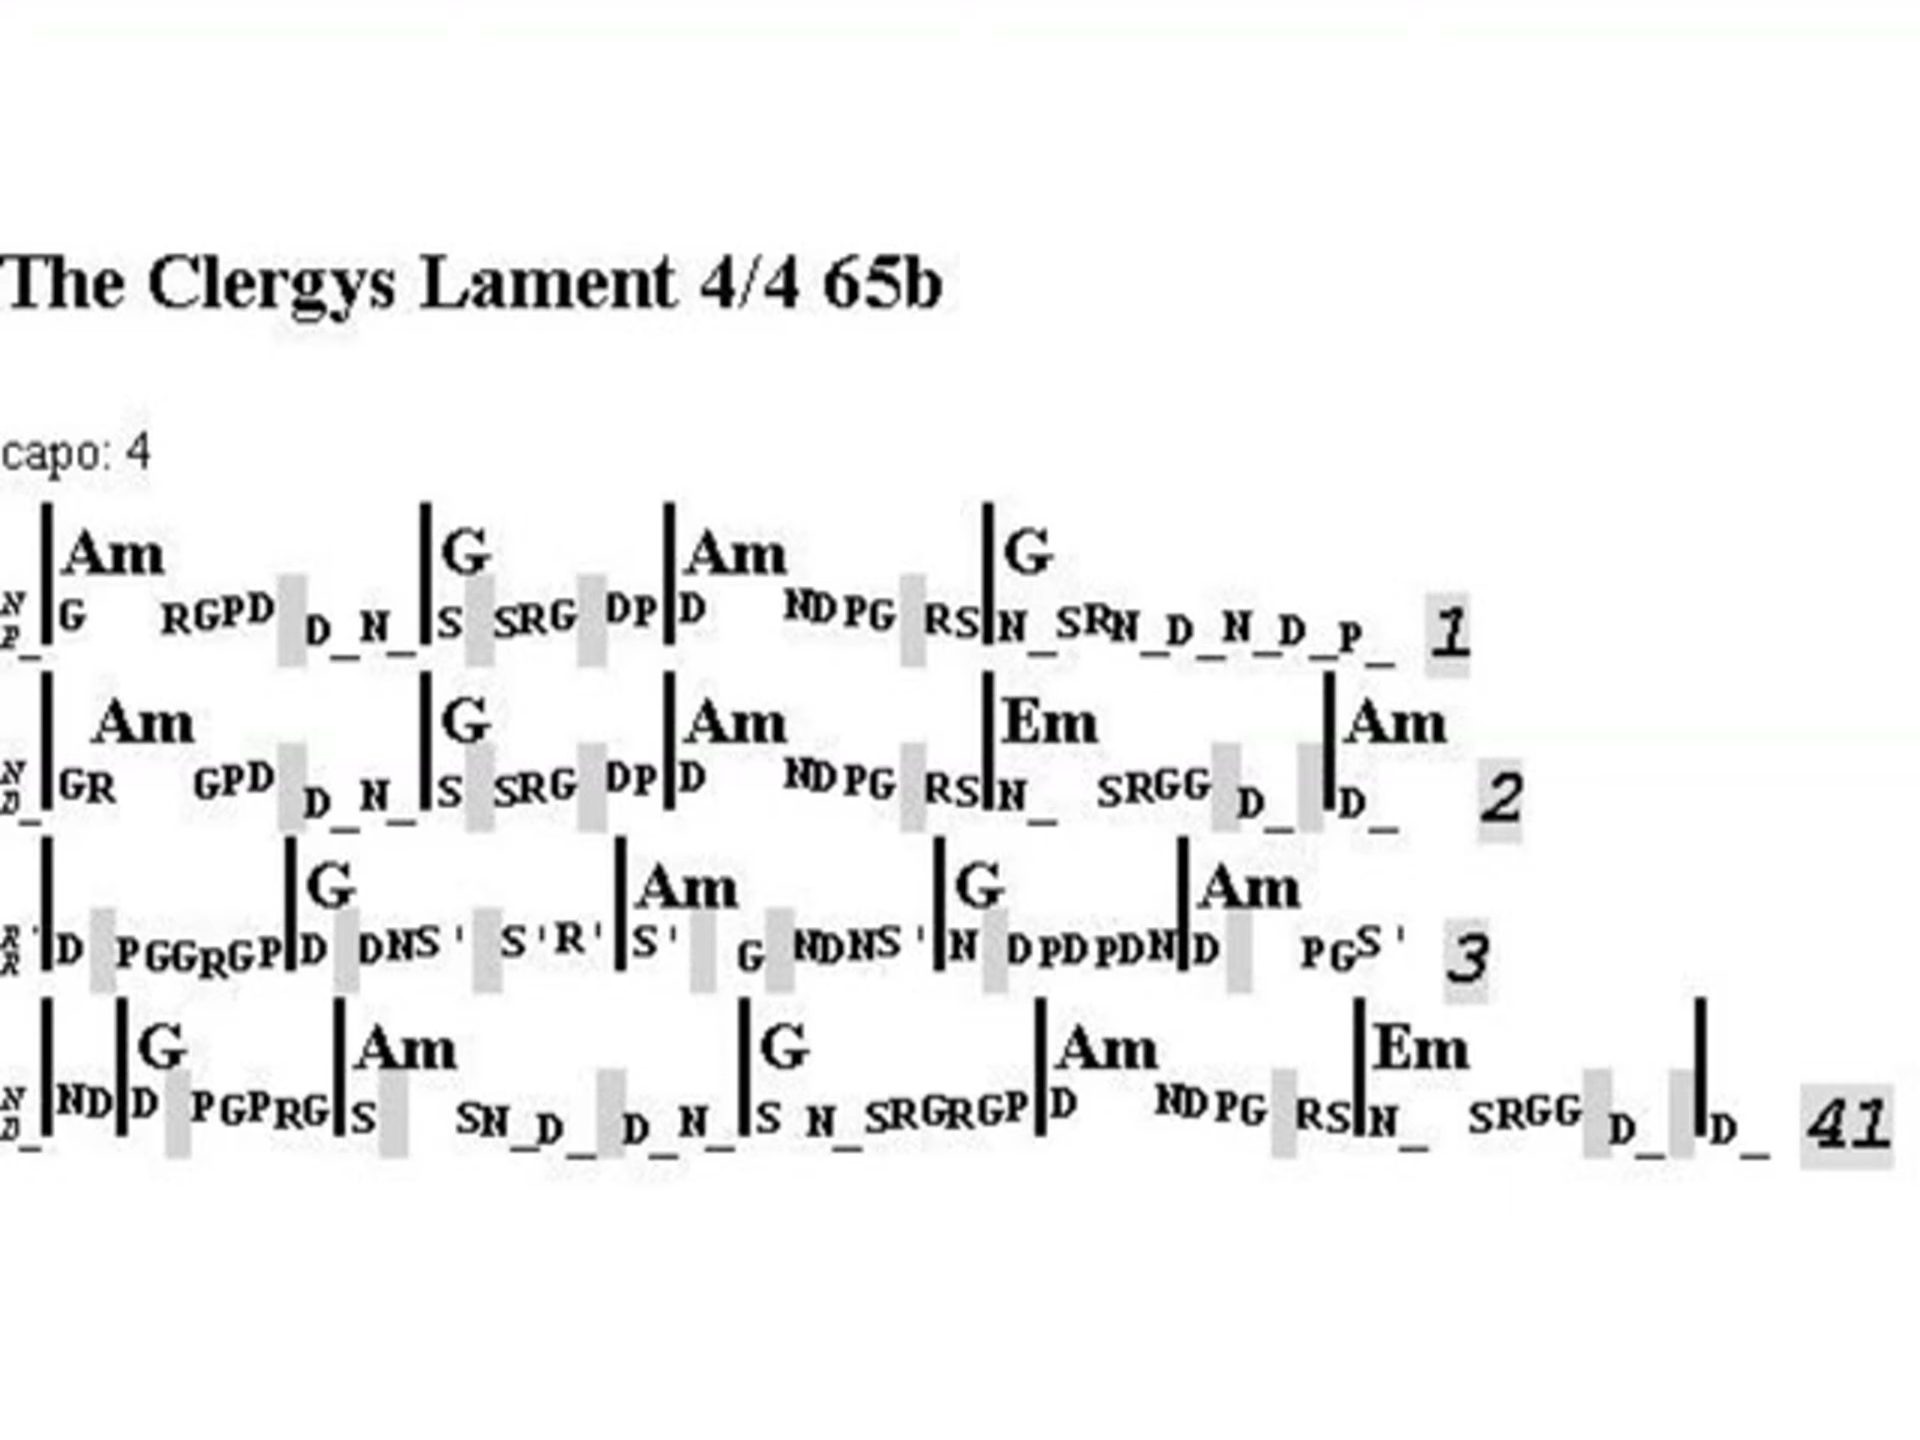 The Clergys Lament 4/4 65b
capo: 4
Am G Am G
N P_ | G RGPD D_N_ | S SRG DP | D NDPG RS | N_SRN_D_N_D_P_ 1
Am G Am Em Am
N D_ | GR GPD D_N_ | S SRG DP | D NDPG RS | N_ SRGG D_ | D_ 2
G Am G Am
R' R | D PGGRGP | D DNS' S'R' | S' G NDNS' | N DPDPDN | D PGS' 3
G Am G Am Em
N D_ | ND | D PGPRG | S SN_D_ D_N_ | S N_SRGRGP | D NDPG RS | N_ SRGG D_ | D_ 41